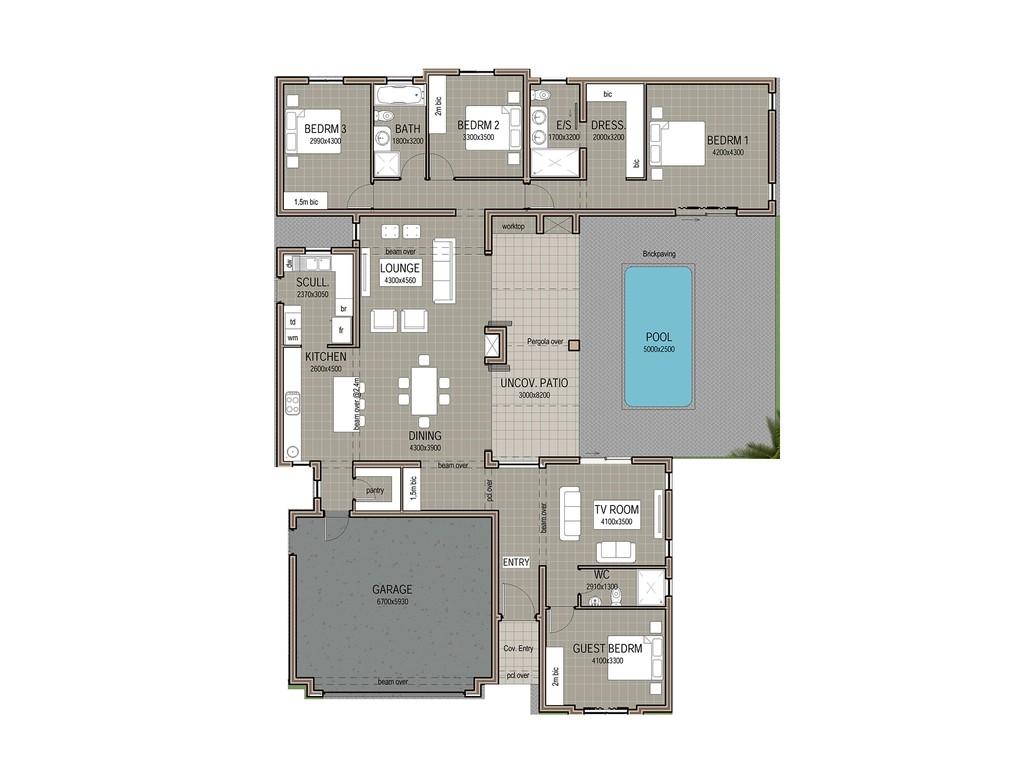 bic
BEDRM 3
2990x4300
BATH
1800x3200
2m bic
BEDRM 2
3300x3500
E/S
1700x3200
DRESS.
2000x3200
bic
BEDRM 1
4200x4300
1,5m bic
worktop
beam over
LOUNGE
4300x4560
Brickpaving
dw
SCULL.
2370x3050
br
td
wm
fr
KITCHEN
2600x4500
Pergola over
POOL
5000x2500
UNCOV. PATIO
3000x8200
beam over @2,4m
DINING
4300x3900
beam over
pantry
1,5m bic
pcl over
beam over
TV ROOM
4100x3500
ENTRY
WC
2910x1300
GARAGE
6700x5930
Cov. Entry
pcl over
GUEST BEDRM
4100x3300
2m bic
beam over